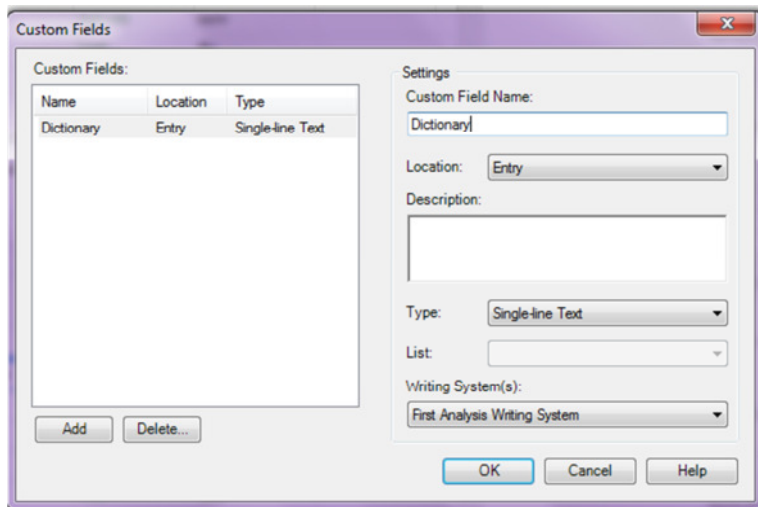 Custom Fields
Custom Fields:
Name Location Type
Dictionary Entry Single-line Text
Add Delete...
Settings
Custom Field Name:
Dictionary
Location: Entry
Description:
Type: Single-line Text
List:
Writing System(s):
First Analysis Writing System
OK Cancel Help